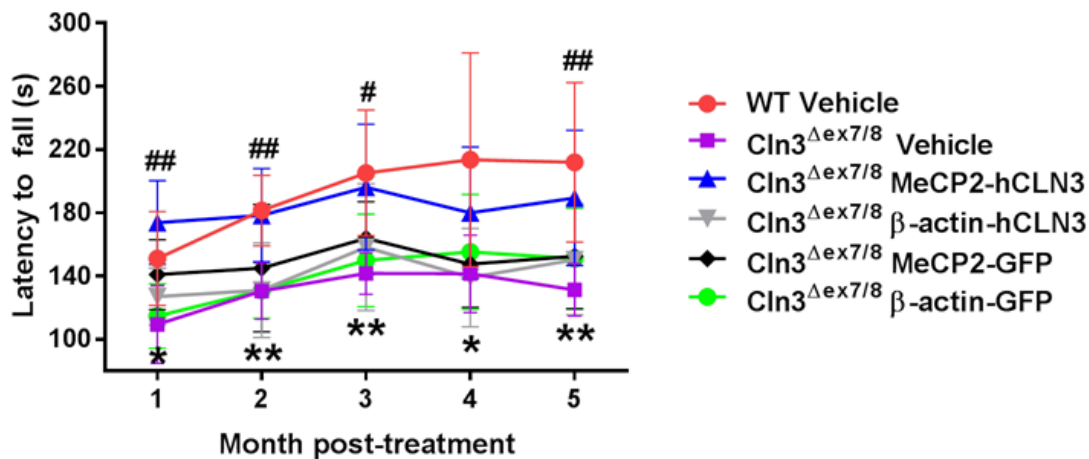 300
260
220
180
140
100
Latency to fall (s)
## ## # ##
* ** ** * **
1 2 3 4 5
Month post-treatment
WT Vehicle
Cln3Δex7/8 Vehicle
Cln3Δex7/8 MeCP2-hCLN3
Cln3Δex7/8 β-actin-hCLN3
Cln3Δex7/8 MeCP2-GFP
Cln3Δex7/8 β-actin-GFP